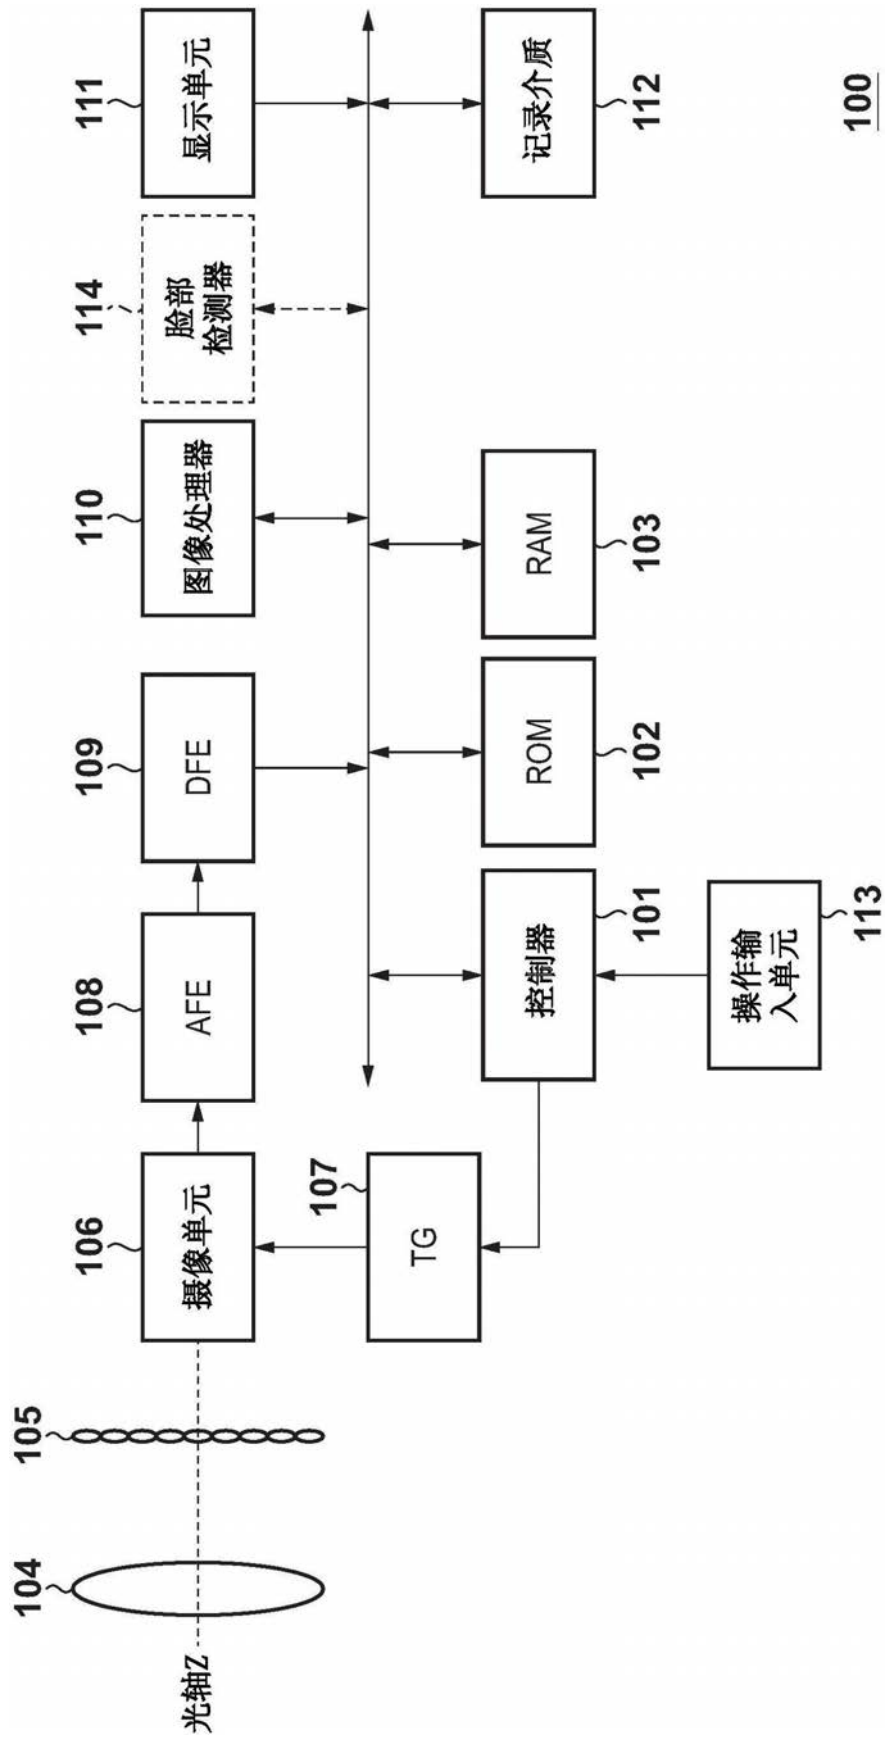 104
105
106
108
109
110
114
111
光轴Z
摄像单元
AFE
DFE
图像处理器
脸部
检测器
显示单元
107
TG
控制器
ROM
RAM
记录介质
101
102
103
112
操作输
入单元
113
100